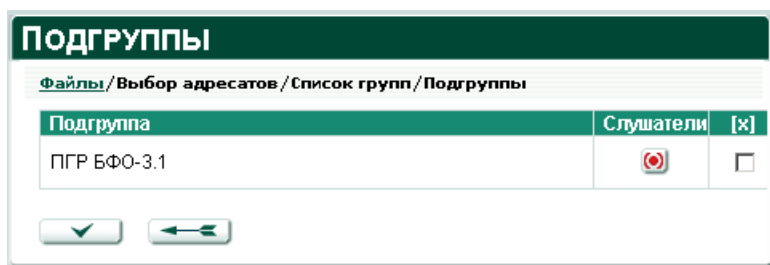 Подгруппы
Файлы/Выбор адресатов/Список групп/Подгруппы
Подгруппа Слушатели [x]
ПГР БФО-3.1